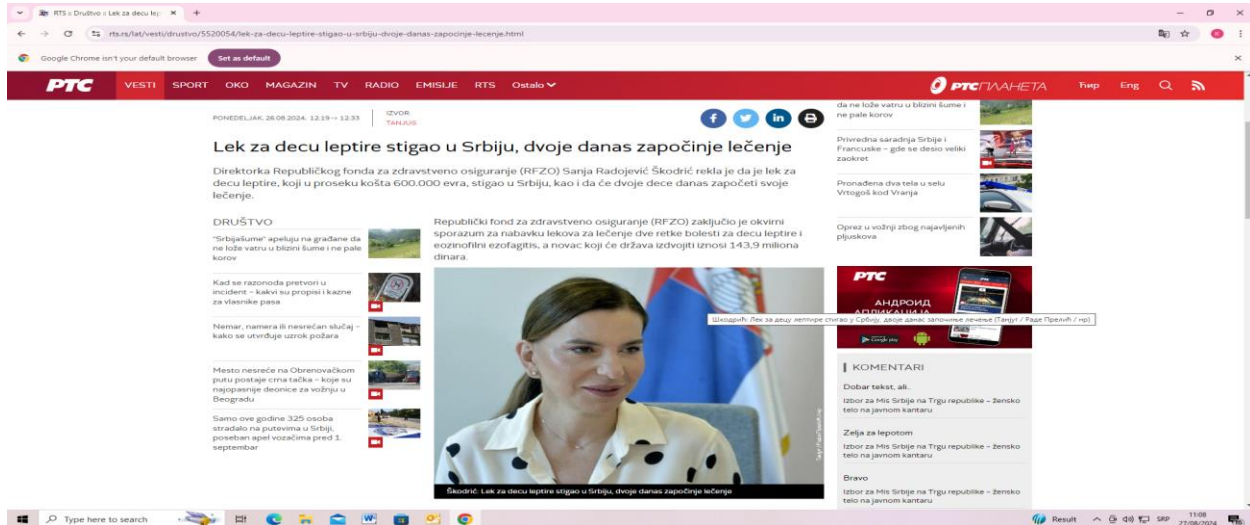 RTS :: Društvo :: Lek za decu lep
rts.rs/lat/vesti/drustvo/5520054/lek-za-decu-leptire-stigao-u-srbiju-dvoje-danas-zapocinje-lecenje.html
Google Chrome isn't your default browser Set as default
РТС VESTI SPORT OKO MAGAZIN TV RADIO EMISIJE RTS Ostalo РТС ПЛАНЕТА Ћир Eng
PONEDELJAK, 26.08.2024, 12:19 -> 12:33
IZVOR
TANJUG
Lek za decu leptire stigao u Srbiju, dvoje danas započinje lečenje
Direktorka Republičkog fonda za zdravstveno osiguranje (RFZO) Sanja Radojević Škodrić rekla je da je lek za
decu leptire, koji u proseku košta 600.000 evra, stigao u Srbiju, kao i da će dvoje dece danas započeti svoje
lečenje.
DRUŠTVO
"Srbijašume" apeluju na građane da
ne lože vatru u blizini šume i ne pale
korov
Kad se razonoda pretvori u
incident – kakvi su propisi i kazne
za vlasnike pasa
Nemar, namera ili nesrećan slučaj –
kako se utvrđuje uzrok požara
Mesto nesreće na Obrenovačkom
putu postaje crna tačka – koje su
najopasnije deonice za vožnju u
Beogradu
Samo ove godine 325 osoba
stradalo na putevima u Srbiji,
poseban apel vozačima pred 1.
septembar
Republički fond za zdravstveno osiguranje (RFZO) zaključio je okvirni
sporazum za nabavku lekova za lečenje dve retke bolesti za decu leptire i
eozinofilni ezofagitis, a novac koji će država izdvojiti iznosi 143,9 miliona
dinara.
Шкодрић: Лек за децу лептире стигао у Србију, двоје данас започиње лечење (Танјуг / Раде Прелић / нр)
Škodrić: Lek za decu leptire stigao u Srbiju, dvoje danas započinje lečenje
da ne lože vatru u blizini šume i
ne pale korov
Privredna saradnja Srbije i
Francuske – gde se desio veliki
zaokret
Pronađena dva tela u selu
Vrtogoš kod Vranja
Oprez u vožnji zbog najavljenih
pljuskova
РТС
АНДРОИД
АПЛИКАЦИЈА
Google play
KOMENTARI
Dobar tekst, ali..
Izbor za Mis Srbije na Trgu republike – žensko
telo na javnom kantaru
Zelja za lepotom
Izbor za Mis Srbije na Trgu republike – žensko
telo na javnom kantaru
Bravo
Izbor za Mis Srbije na Trgu republike – žensko
telo na javnom kantaru
Type here to search Result SRP 11:08
27/08/2024